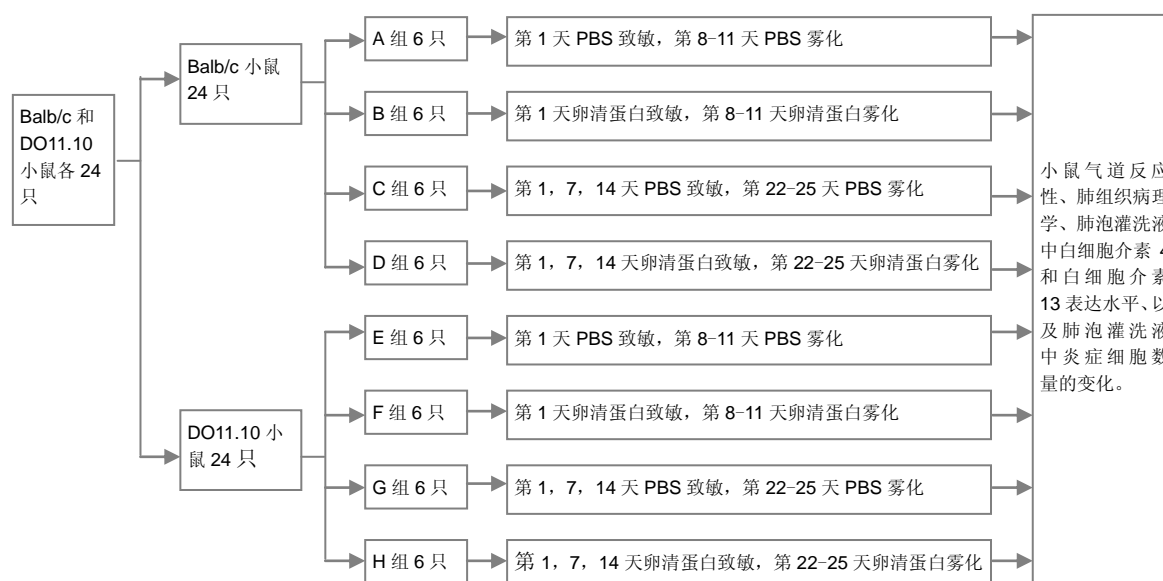 Balb/c 和
DO11.10
小鼠各 24
只
Balb/c 小鼠
24 只
A 组 6 只
第 1 天 PBS 致敏，第 8-11 天 PBS 雾化
B 组 6 只
第 1 天卵清蛋白致敏，第 8-11 天卵清蛋白雾化
C 组 6 只
第 1，7，14 天 PBS 致敏，第 22-25 天 PBS 雾化
D 组 6 只
第 1，7，14 天卵清蛋白致敏，第 22-25 天卵清蛋白雾化
DO11.10 小
鼠 24 只
E 组 6 只
第 1 天 PBS 致敏，第 8-11 天 PBS 雾化
F 组 6 只
第 1 天卵清蛋白致敏，第 8-11 天卵清蛋白雾化
G 组 6 只
第 1，7，14 天 PBS 致敏，第 22-25 天 PBS 雾化
H 组 6 只
第 1，7，14 天卵清蛋白致敏，第 22-25 天卵清蛋白雾化
小鼠气道反应
性、肺组织病理
学、肺泡灌洗液
中白细胞介素 4
和白细胞介素
13 表达水平、以
及肺泡灌洗液
中炎症细胞数
量的变化。